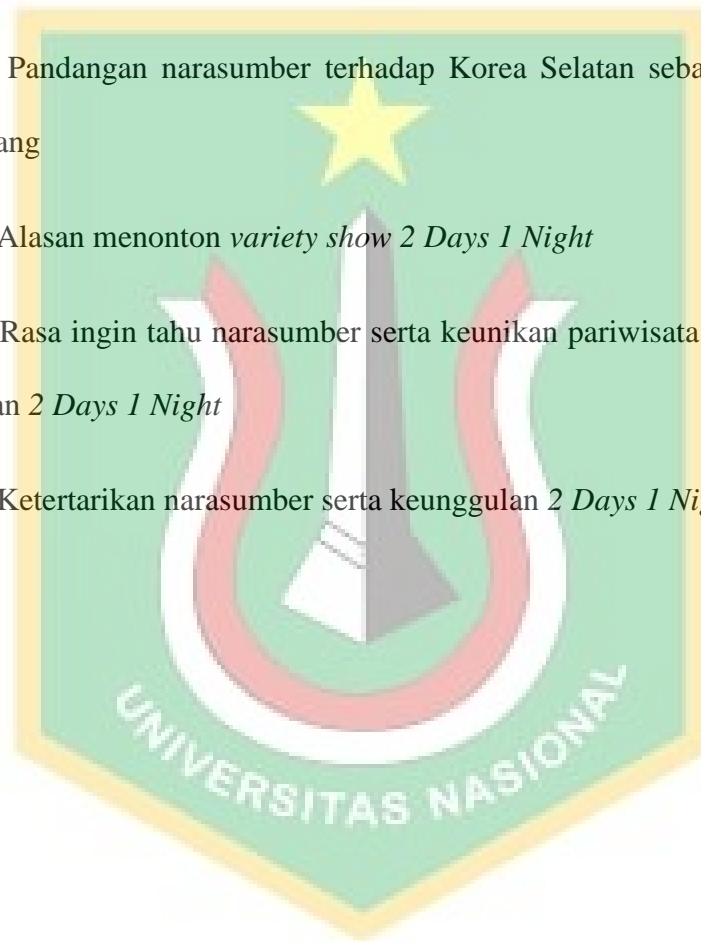 Pandangan narasumber terhadap Korea Selatan seba
ang
Alasan menonton variety show 2 Days 1 Night
Rasa ingin tahu narasumber serta keunikan pariwisata
an 2 Days 1 Night
Ketertarikan narasumber serta keunggulan 2 Days 1 Nig
UNIVERSITAS NASIONAL